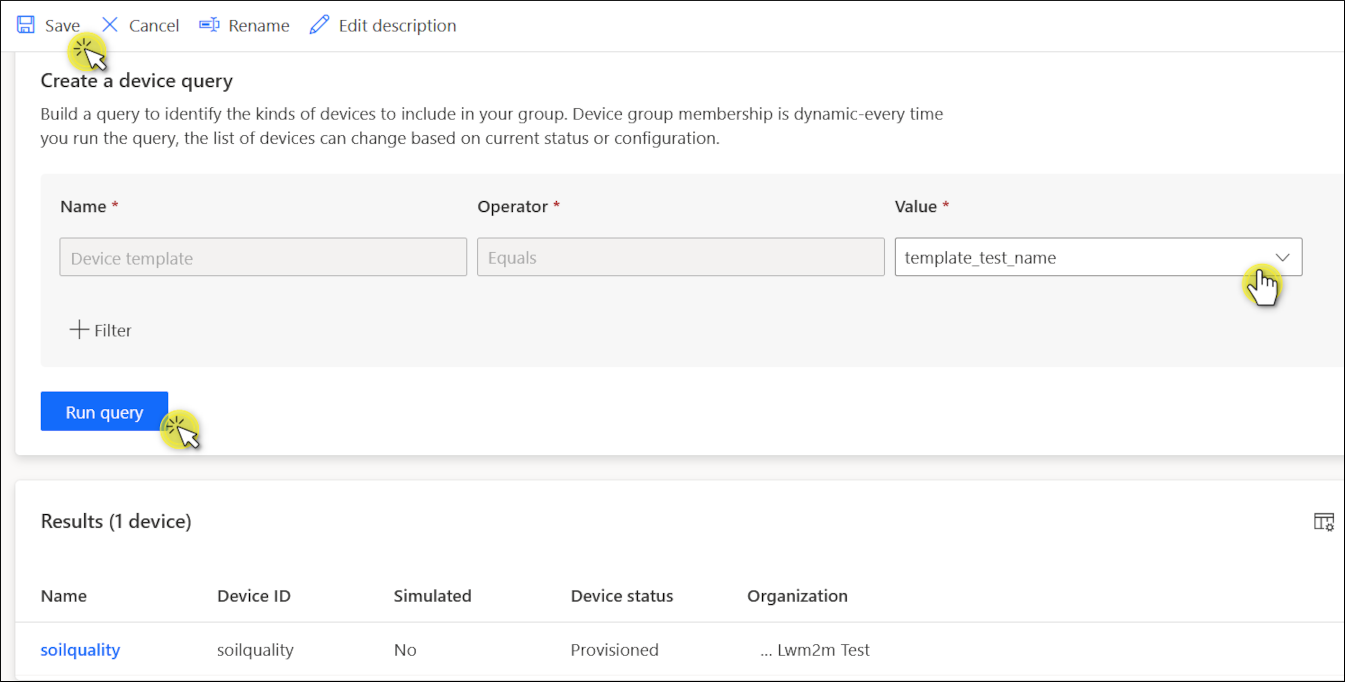 Save Cancel Rename Edit description
Create a device query
Build a query to identify the kinds of devices to include in your group. Device group membership is dynamic-every time
you run the query, the list of devices can change based on current status or configuration.
Name * Operator * Value *
Device template Equals template_test_name
Filter
Run query
Results (1 device)
Name Device ID Simulated Device status Organization
soilquality soilquality No Provisioned ... Lwm2m Test